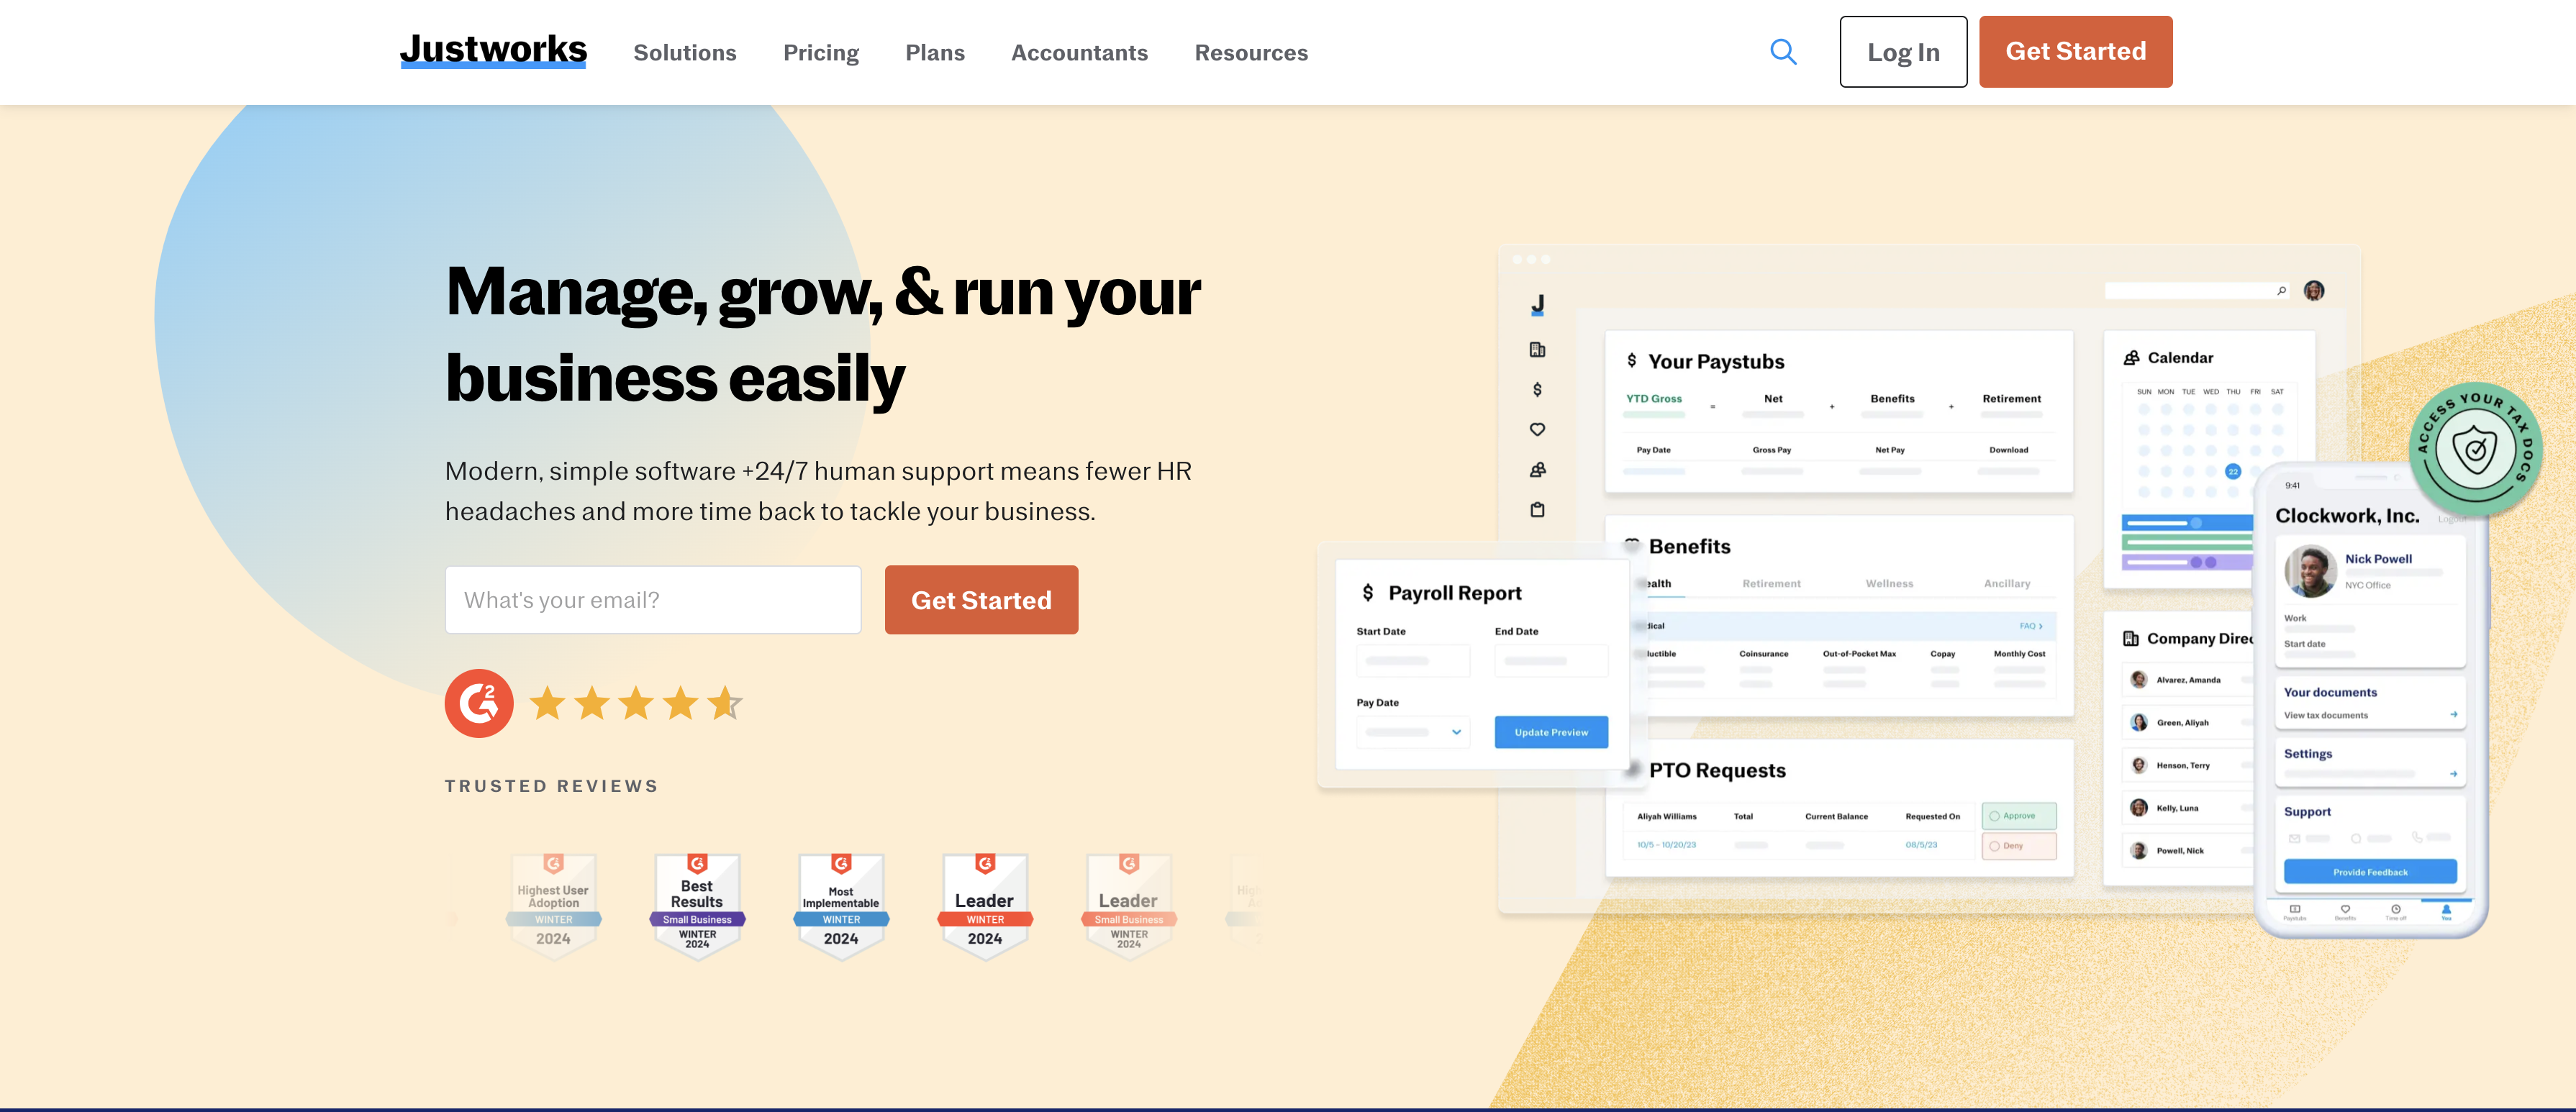 Justworks
Solutions
Pricing
Plans
Accountants
Resources
Log In
Get Started
Manage, grow, & run your
business easily
Modern, simple software +24/7 human support means fewer HR
headaches and more time back to tackle your business.
What's your email?
Get Started
TRUSTED REVIEWS
Highest User
Adoption
WINTER
2024
Best
Results
Small Business
WINTER
2024
Most
Implementable
WINTER
2024
Leader
WINTER
2024
Leader
Small Business
WINTER
2024
J
$ Your Paystubs
YTD Gross = Net + Benefits + Retirement
Pay Date Gross Pay Net Pay Download
Benefits
ealth Retirement Wellness Ancillary
dical FAQ >
uctible Coinsurance Out-of-Pocket Max Copay Monthly Cost
$ Payroll Report
Start Date End Date
Pay Date
Update Preview
PTO Requests
Aliyah Williams Total Current Balance Requested On Approve
10/5 - 10/20/23 08/5/23 Deny
Calendar
SUN MON TUE WED THU FRI SAT
22
Company Direc
Alvarez, Amanda
Green, Aliyah
Henson, Terry
Kelly, Luna
Powell, Nick
ACCESS YOUR TAX DOCS
9:41
Clockwork, Inc. Logout
Nick Powell
NYC Office
Work
Start date
Your documents
View tax documents
Settings
Support
Provide Feedback
Paystubs Benefits Time off You